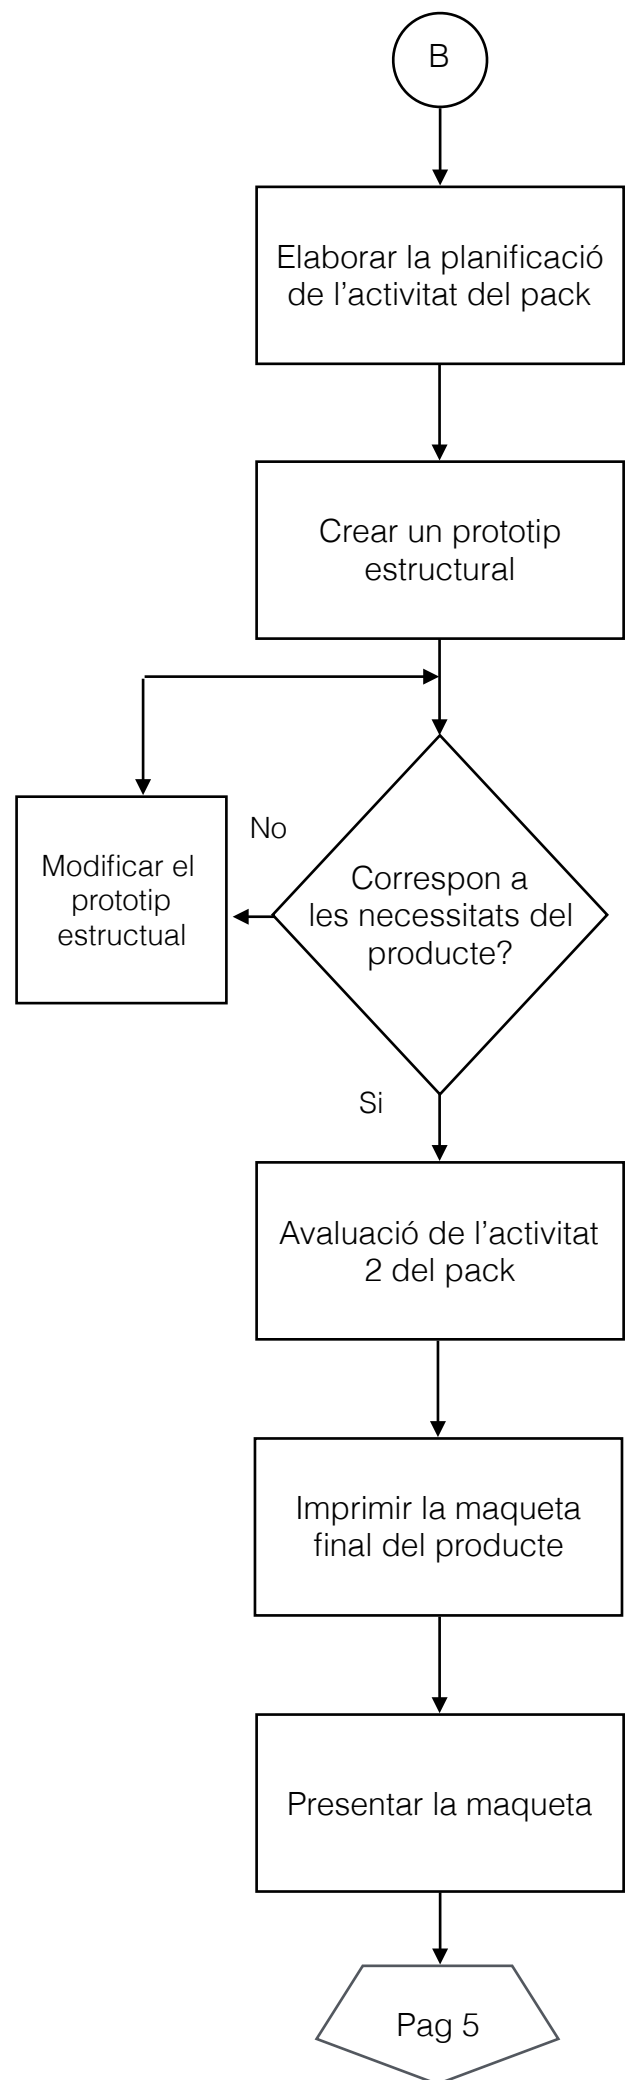 B
Elaborar la planificació
de l’activitat del pack
Crear un prototip
estructural
No
Modificar el
prototip
estructual
Correspon a
les necessitats del
producte?
Si
Avaluació de l’activitat
2 del pack
Imprimir la maqueta
final del producte
Presentar la maqueta
Pag 5